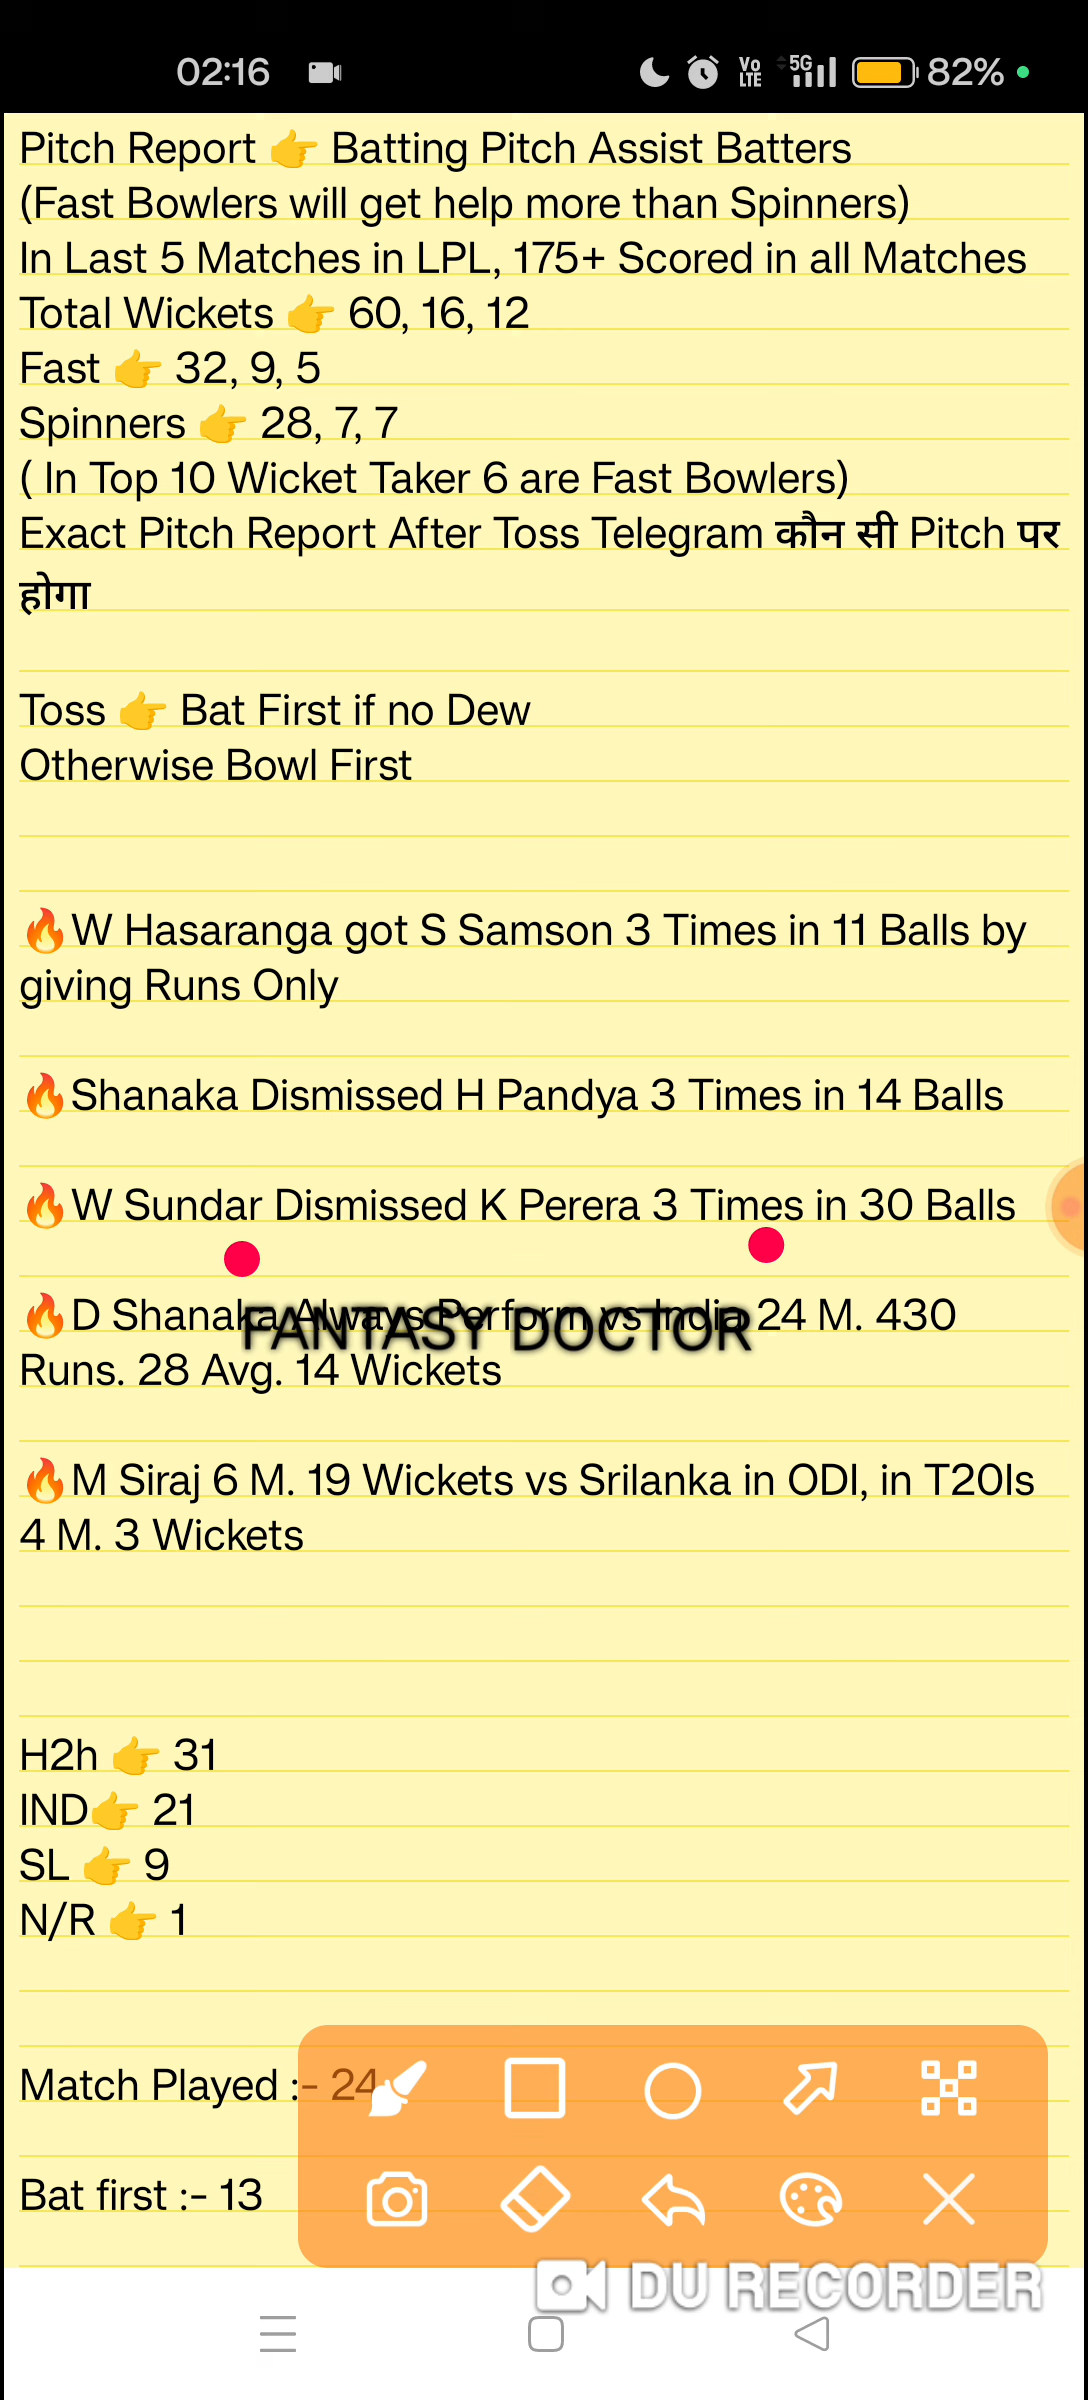 02:16 Vo LTE 5G 82%
Pitch Report 👉 Batting Pitch Assist Batters
(Fast Bowlers will get help more than Spinners)
In Last 5 Matches in LPL, 175+ Scored in all Matches
Total Wickets 👉 60, 16, 12
Fast 👉 32, 9, 5
Spinners 👉 28, 7, 7
( In Top 10 Wicket Taker 6 are Fast Bowlers)
Exact Pitch Report After Toss Telegram कौन सी Pitch पर
होगा
Toss 👉 Bat First if no Dew
Otherwise Bowl First
🔥W Hasaranga got S Samson 3 Times in 11 Balls by
giving Runs Only
🔥Shanaka Dismissed H Pandya 3 Times in 14 Balls
🔥W Sundar Dismissed K Perera 3 Times in 30 Balls
🔥D Shanaka Always Perform vs India 24 M. 430
FANTASY DOCTOR
Runs. 28 Avg. 14 Wickets
🔥M Siraj 6 M. 19 Wickets vs Srilanka in ODI, in T20Is
4 M. 3 Wickets
H2h 👉 31
IND👉 21
SL 👉 9
N/R 👉 1
Match Played :- 24
Bat first :- 13
DU RECORDER